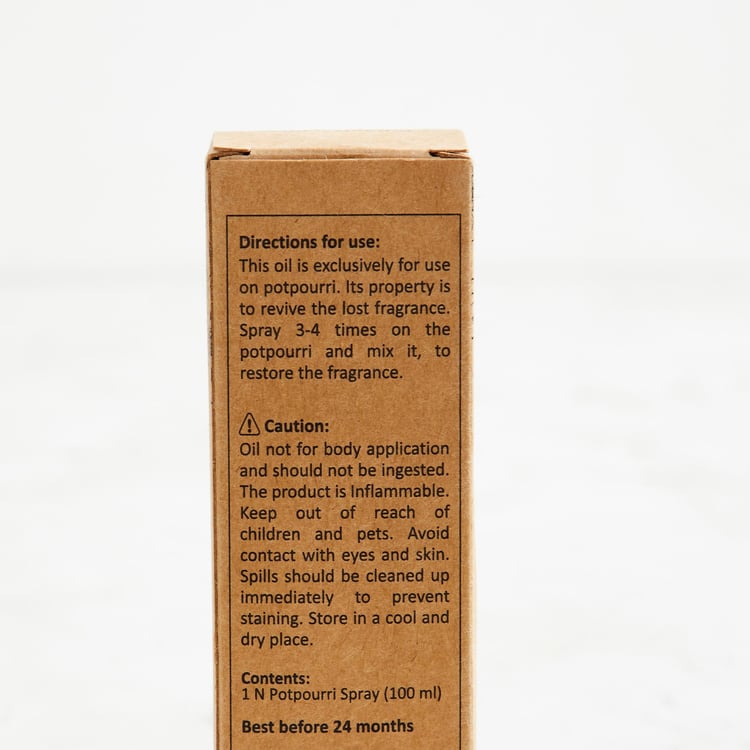 Directions for use:
This oil is exclusively for use
on potpourri. Its property is
to revive the lost fragrance.
Spray 3-4 times on the
potpourri and mix it, to
restore the fragrance.
Caution:
Oil not for body application
and should not be ingested.
The product is Inflammable.
Keep out of reach of
children and pets. Avoid
contact with eyes and skin.
Spills should be cleaned up
immediately to prevent
staining. Store in a cool and
dry place.
Contents:
1 N Potpourri Spray (100 ml)
Best before 24 months